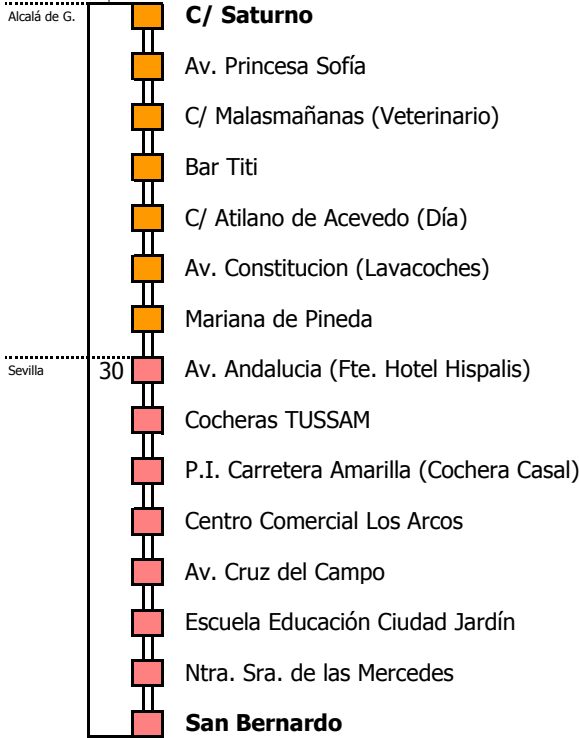 Alcalá de G.
C/ Saturno
Av. Princesa Sofía
C/ Malasmañanas (Veterinario)
Bar Titi
C/ Atilano de Acevedo (Día)
Av. Constitucion (Lavacoches)
Mariana de Pineda
Sevilla
30
Av. Andalucia (Fte. Hotel Hispalis)
Cocheras TUSSAM
P.I. Carretera Amarilla (Cochera Casal)
Centro Comercial Los Arcos
Av. Cruz del Campo
Escuela Educación Ciudad Jardín
Ntra. Sra. de las Mercedes
San Bernardo